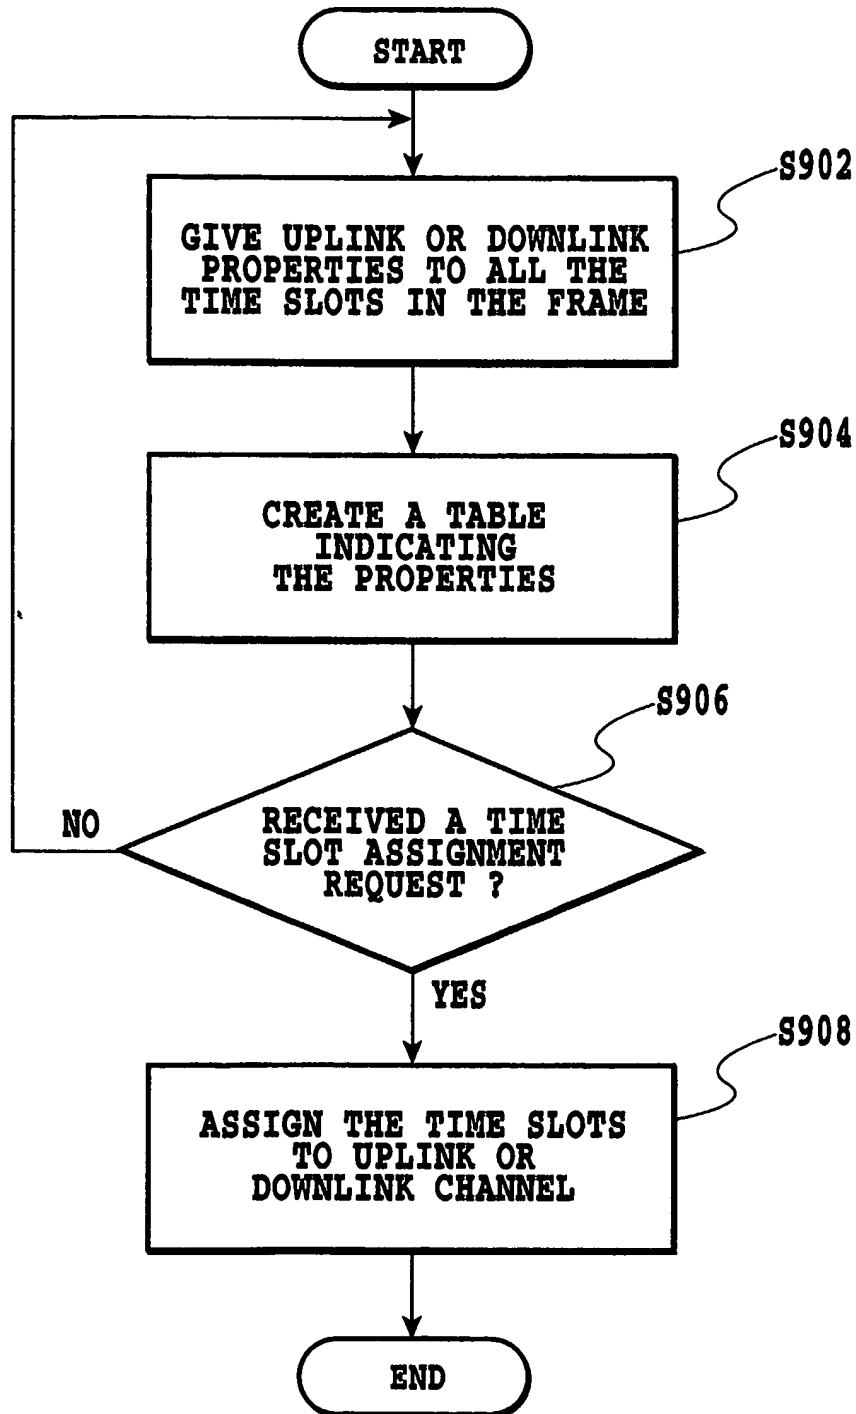 START
S902
GIVE UPLINK OR DOWNLINK
PROPERTIES TO ALL THE
TIME SLOTS IN THE FRAME
S904
CREATE A TABLE
INDICATING
THE PROPERTIES
S906
NO
RECEIVED A TIME
SLOT ASSIGNMENT
REQUEST ?
YES
S908
ASSIGN THE TIME SLOTS
TO UPLINK OR
DOWNLINK CHANNEL
END